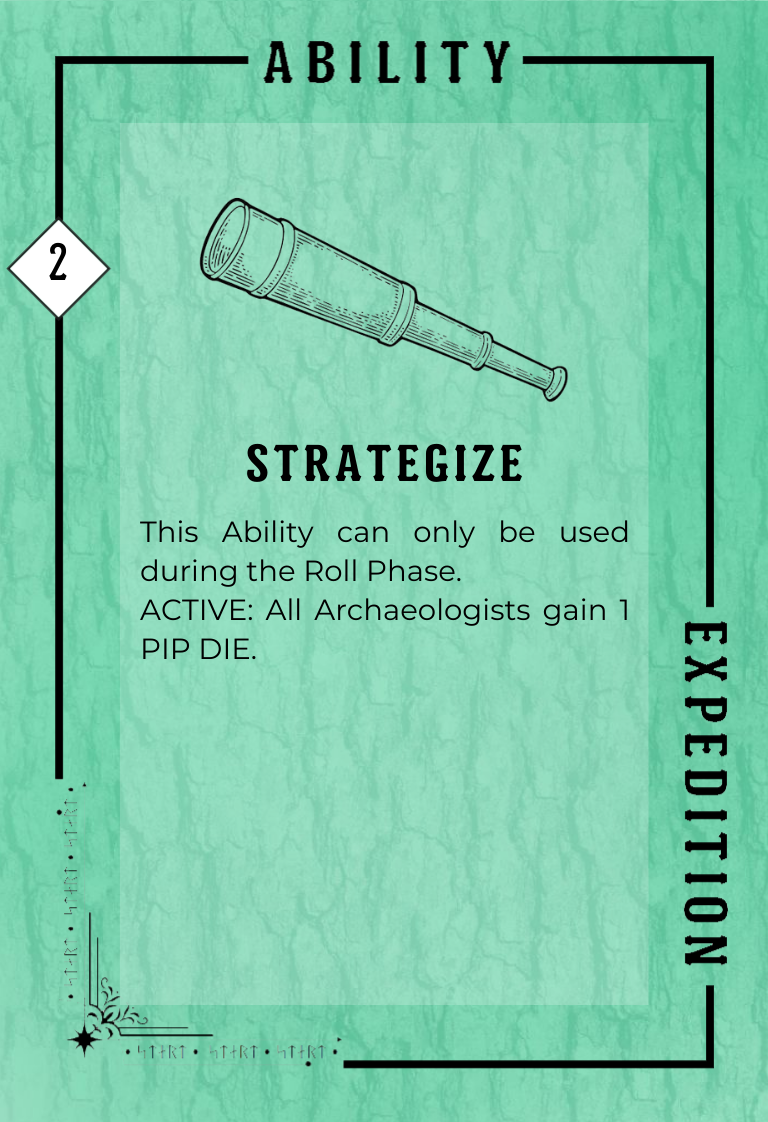 ABILITY
2
STRATEGIZE
This Ability can only be used
during the Roll Phase.
ACTIVE: All Archaeologists gain 1
PIP DIE.
EXPEDITION